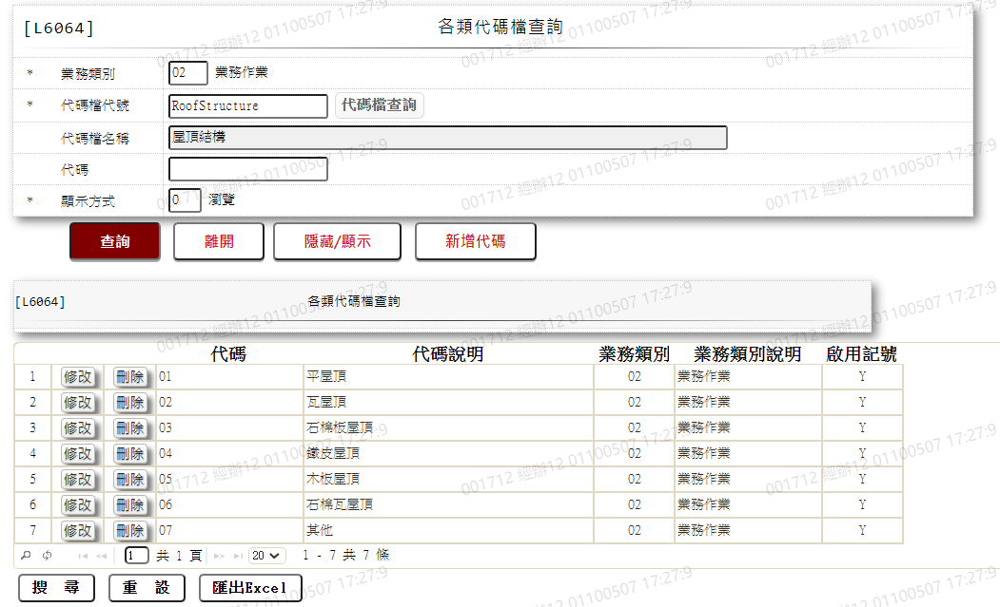 [L6064] 各類代碼檔查詢
* 業務類別 02 業務作業
* 代碼檔代號 RoofStructure 代碼檔查詢
代碼檔名稱 屋頂結構
代碼
* 顯示方式 0 瀏覽
查詢 離開 隱藏/顯示 新增代碼
[L6064] 各類代碼檔查詢
代碼 代碼說明 業務類別 業務類別說明 啟用記號
1 修改 刪除 01 平屋頂 02 業務作業 Y
2 修改 刪除 02 瓦屋頂 02 業務作業 Y
3 修改 刪除 03 石棉板屋頂 02 業務作業 Y
4 修改 刪除 04 鐵皮屋頂 02 業務作業 Y
5 修改 刪除 05 木板屋頂 02 業務作業 Y
6 修改 刪除 06 石棉瓦屋頂 02 業務作業 Y
7 修改 刪除 07 其他 02 業務作業 Y
1 共 1 頁 20 1 - 7 共 7 條
搜 尋 重 設 匯出Excel
001712 經辦12 01100507 17:27:9